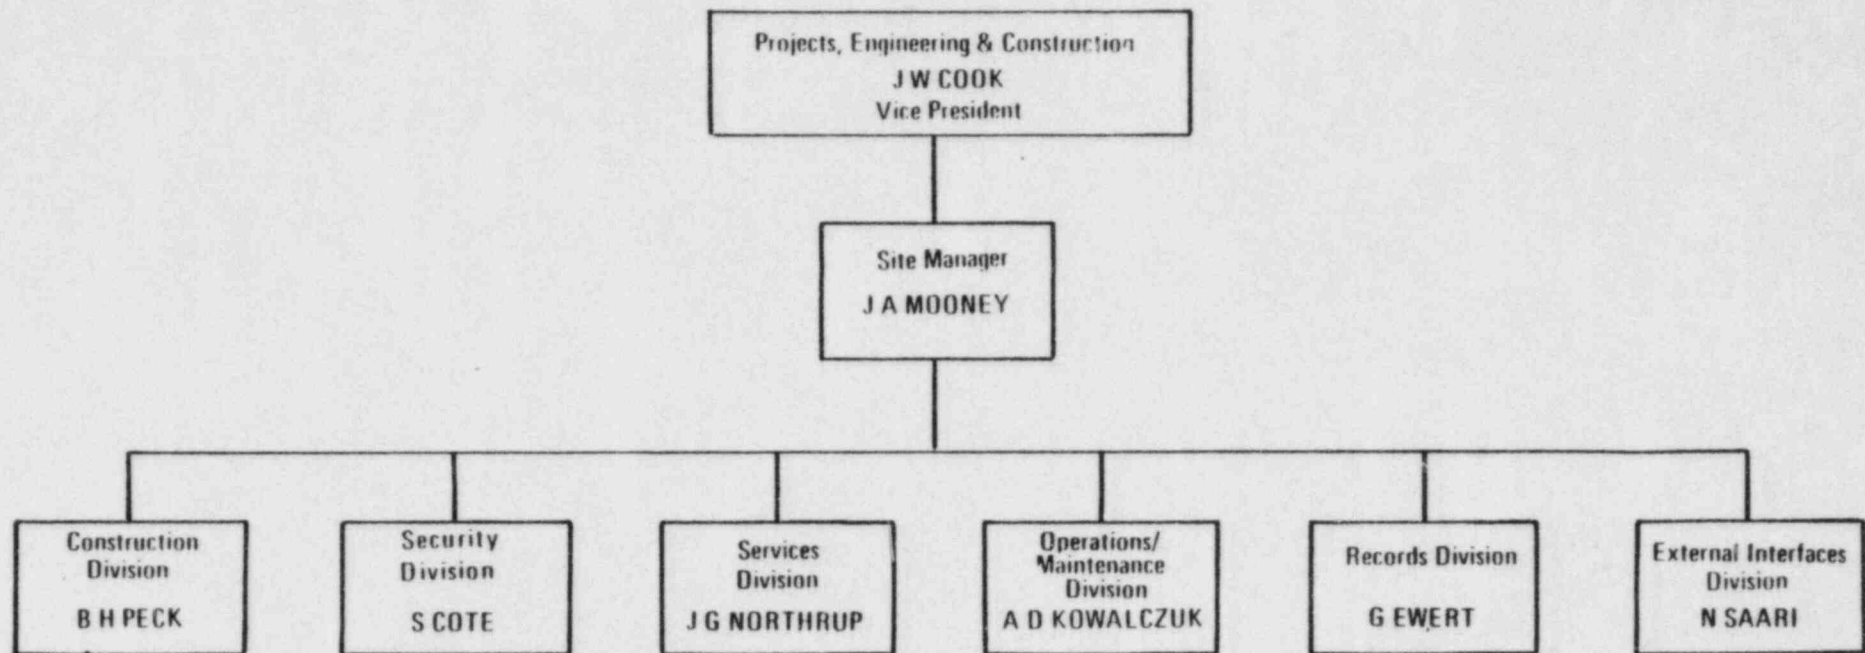 Projects, Engineering & Construction
J W COOK
Vice President
Site Manager
J A MOONEY
Construction
Division
B H PECK
Security
Division
S COTE
Services
Division
J G NORTHRUP
Operations/
Maintenance
Division
A D KOWALCZUK
Records Division
G EWERT
External Interfaces
Division
N SAARI